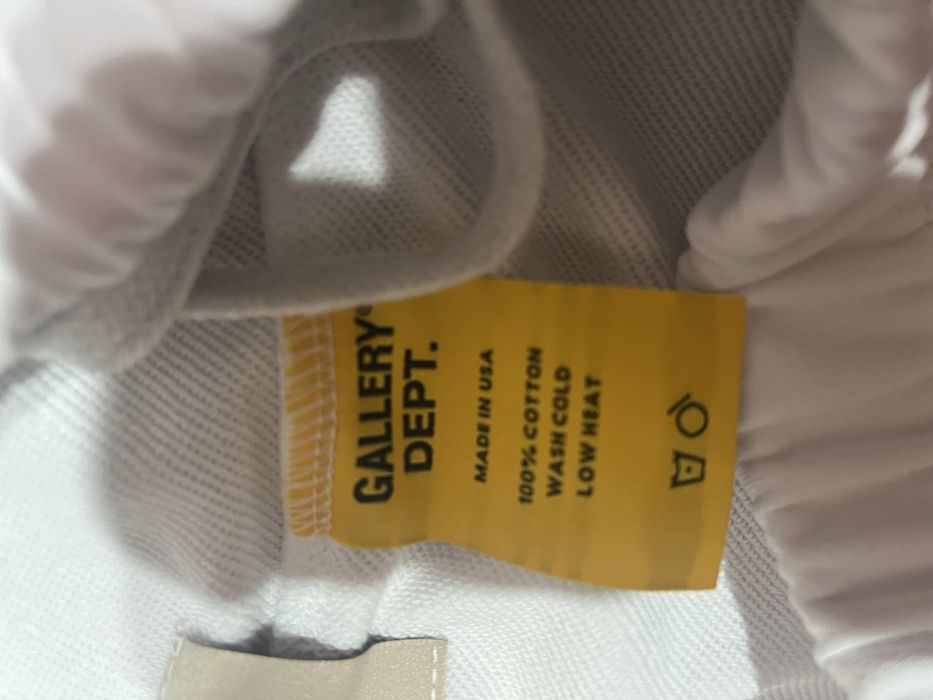 GALLERY
DEPT.
MADE IN USA
100% COTTON
WASH COLD
LOW HEAT